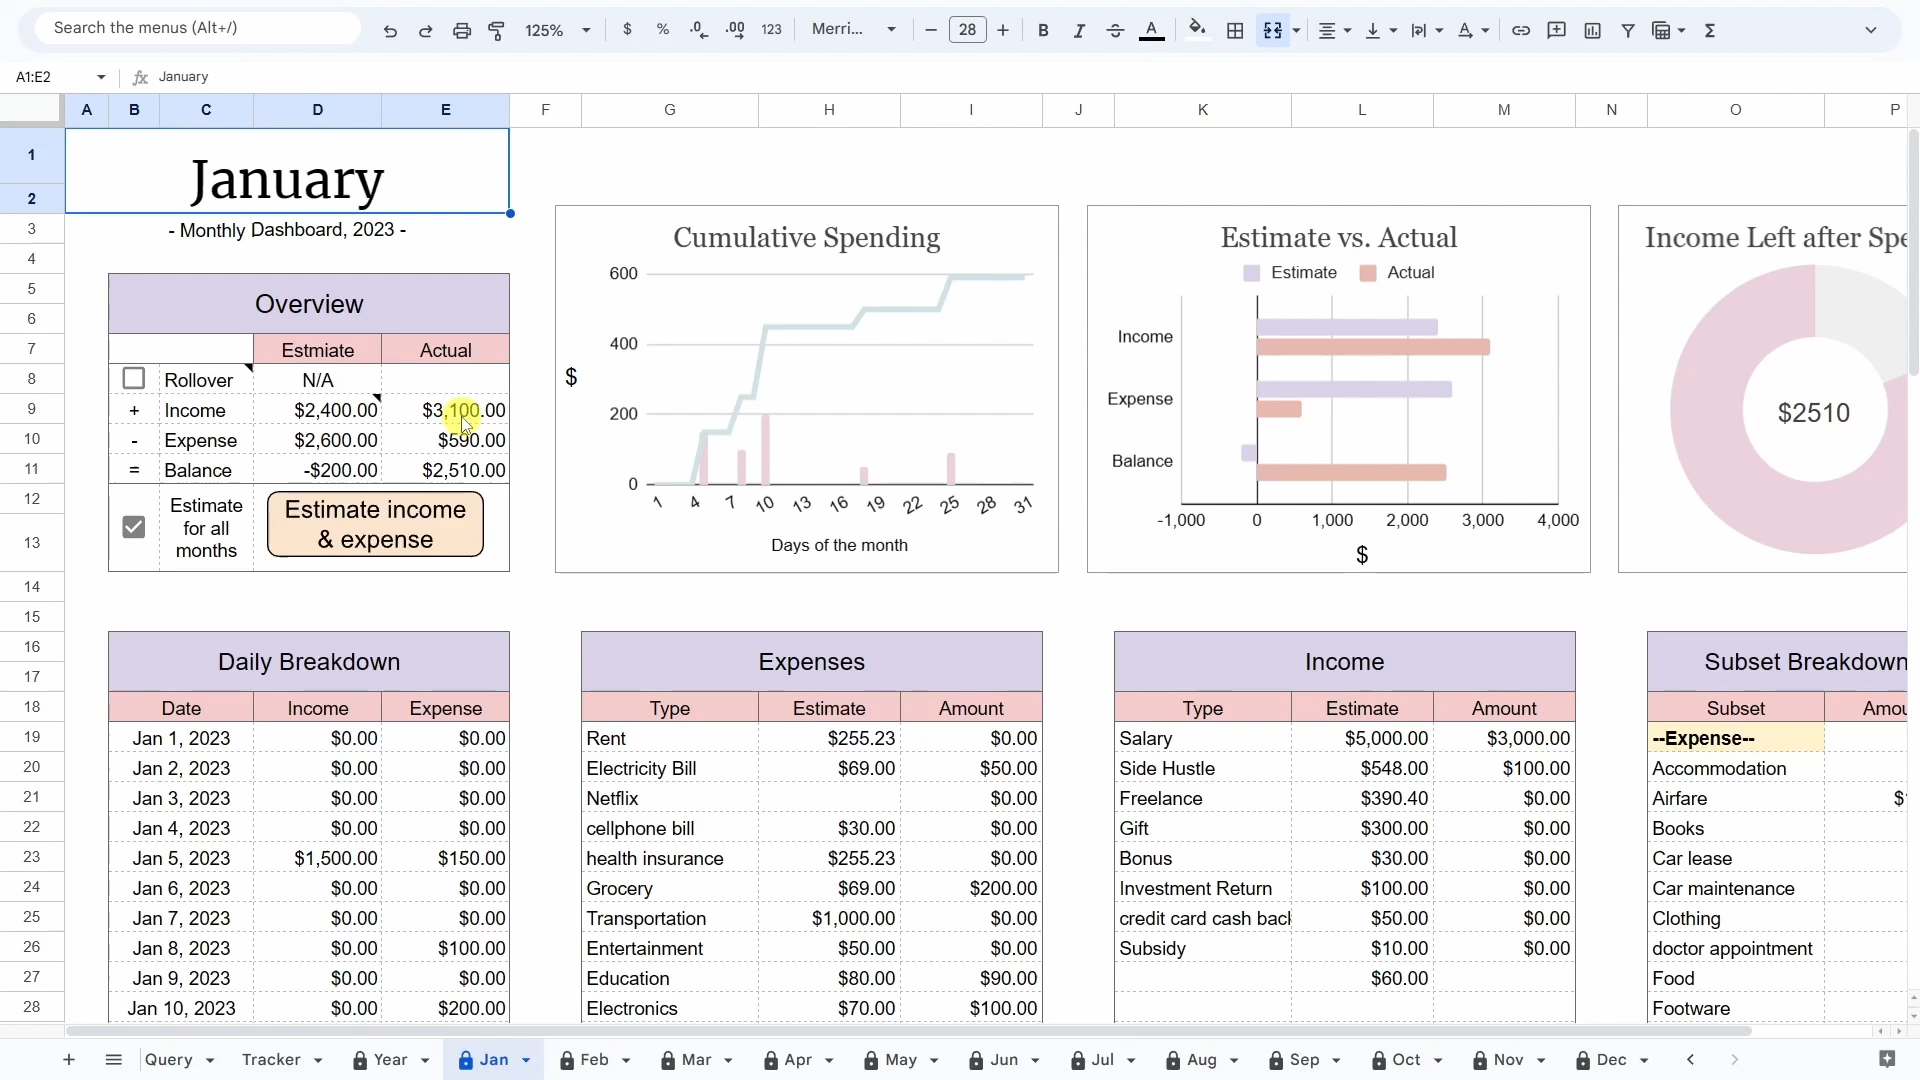 Search the menus (Alt+/)
125%
$
%
.0
.00
123
Merri...
28
B
I
A
Σ
A1:E2
fx
January
A B C D E F G H I J K L M N O P
1
2
3
4
5
6
7
8
9
10
11
12
13
14
15
16
17
18
19
20
21
22
23
24
25
26
27
28
January
- Monthly Dashboard, 2023 -
Overview
Estmiate Actual
Rollover N/A
+ Income $2,400.00 $3,100.00
- Expense $2,600.00 $590.00
= Balance -$200.00 $2,510.00
Estimate
for all
months
Estimate income
& expense
Cumulative Spending
$
600
400
200
0
1 4 7 10 13 16 19 22 25 28 31
Days of the month
Estimate vs. Actual
Estimate Actual
Income
Expense
Balance
-1,000 0 1,000 2,000 3,000 4,000
$
Income Left after Spe
$2510
Daily Breakdown
Date Income Expense
Jan 1, 2023 $0.00 $0.00
Jan 2, 2023 $0.00 $0.00
Jan 3, 2023 $0.00 $0.00
Jan 4, 2023 $0.00 $0.00
Jan 5, 2023 $1,500.00 $150.00
Jan 6, 2023 $0.00 $0.00
Jan 7, 2023 $0.00 $0.00
Jan 8, 2023 $0.00 $100.00
Jan 9, 2023 $0.00 $0.00
Jan 10, 2023 $0.00 $200.00
Expenses
Type Estimate Amount
Rent $255.23 $0.00
Electricity Bill $69.00 $50.00
Netflix $0.00
cellphone bill $30.00 $0.00
health insurance $255.23 $0.00
Grocery $69.00 $200.00
Transportation $1,000.00 $0.00
Entertainment $50.00 $0.00
Education $80.00 $90.00
Electronics $70.00 $100.00
Income
Type Estimate Amount
Salary $5,000.00 $3,000.00
Side Hustle $548.00 $100.00
Freelance $390.40 $0.00
Gift $300.00 $0.00
Bonus $30.00 $0.00
Investment Return $100.00 $0.00
credit card cash back $50.00 $0.00
Subsidy $10.00 $0.00
$60.00
Subset Breakdown
Subset Amou
--Expense--
Accommodation
Airfare $
Books
Car lease
Car maintenance
Clothing
doctor appointment
Food
Footware
+ Query Tracker Year Jan Feb Mar Apr May Jun Jul Aug Sep Oct Nov Dec